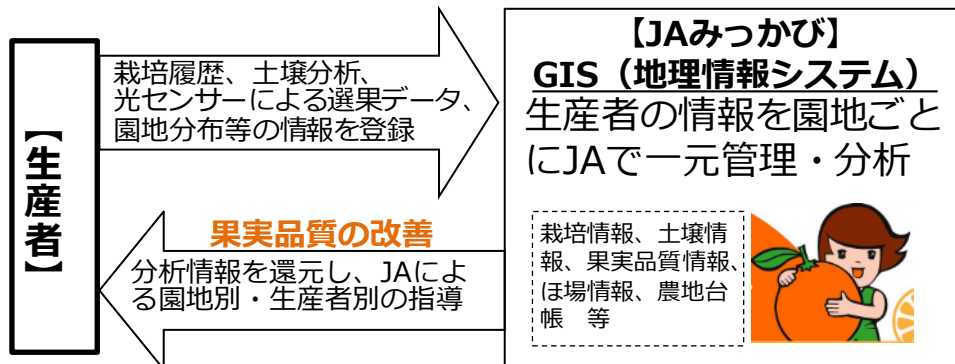 【生産者】
栽培履歴、土壌分析、
光センサーによる選果データ、
園地分布等の情報を登録
果実品質の改善
分析情報を還元し、JAによ
る園地別・生産者別の指導
【JAみっかび】
GIS（地理情報システム）
生産者の情報を園地ごと
にJAで一元管理・分析
栽培情報、土壌情
報、果実品質情報、
ほ場情報、農地台
帳　等